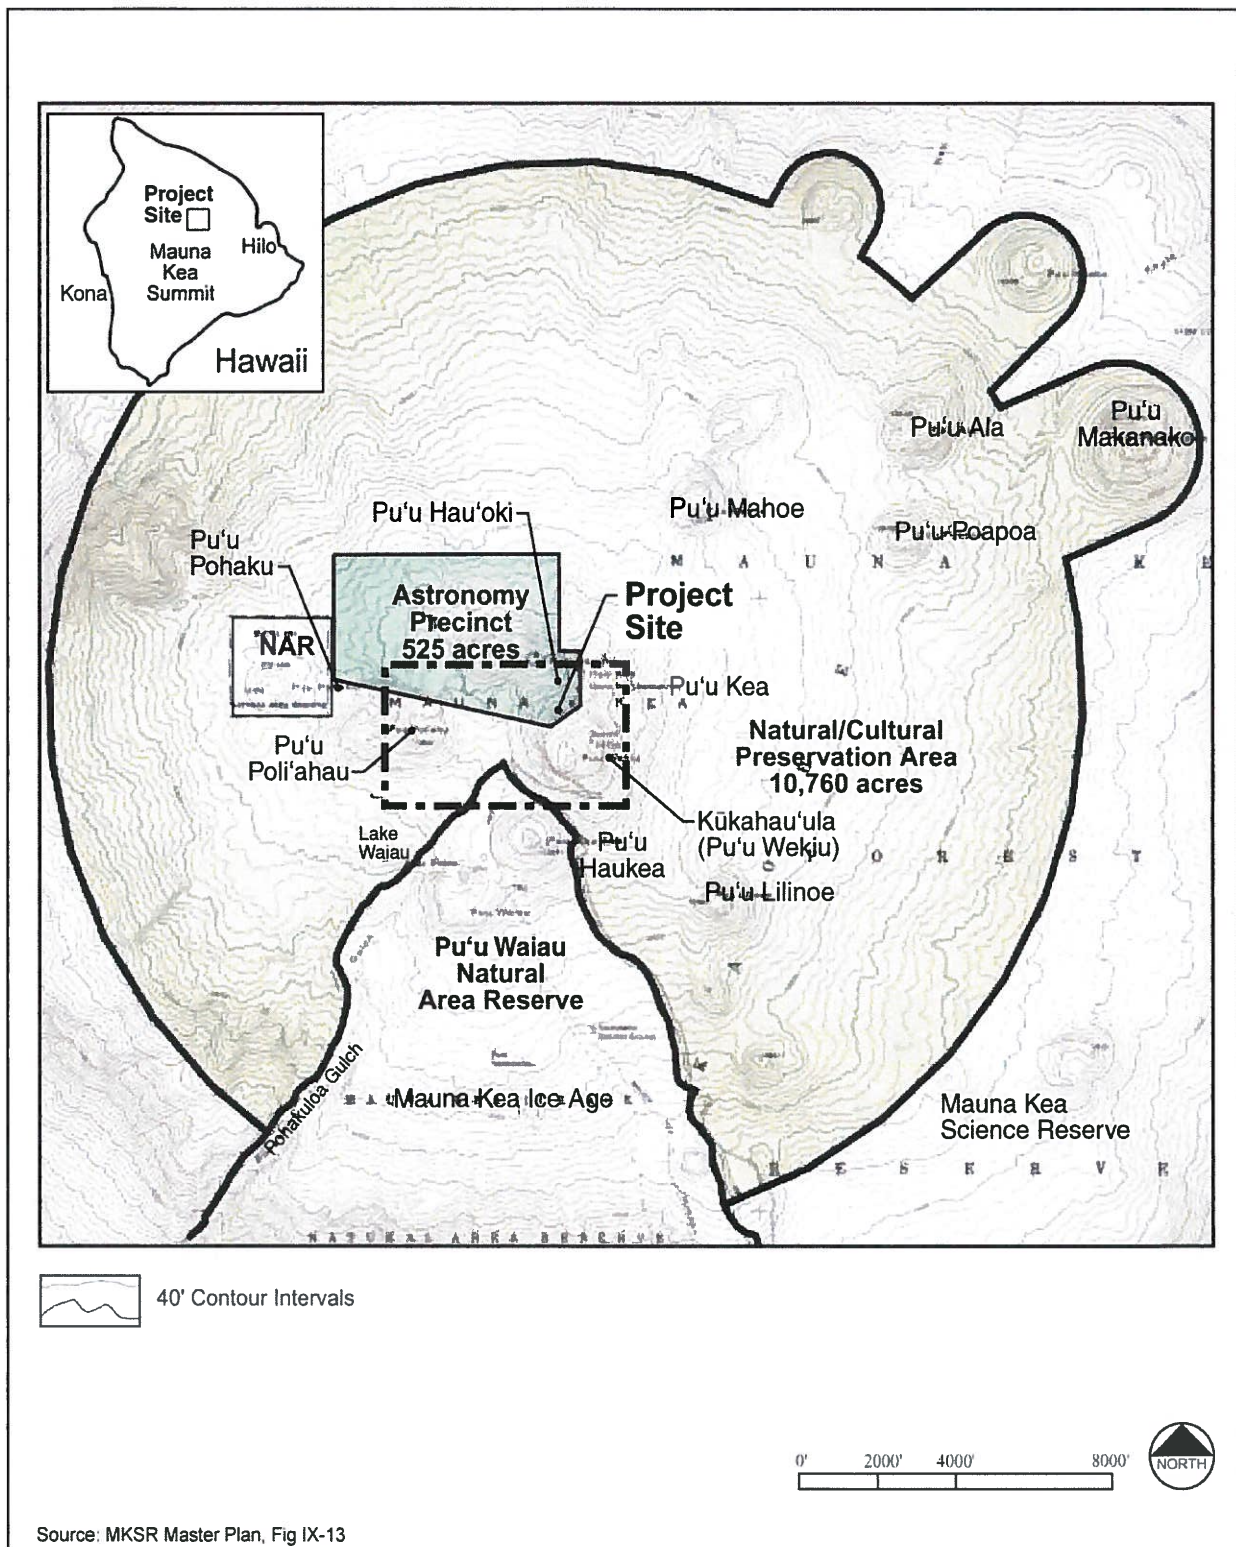 Project
Site
Mauna
Kea
Summit
Hilo
Kona
Hawaii
Pu‘u Ala
Pu‘u
Makanako
Pu‘u Hau‘oki
Pu‘u Mahoe
Pu‘u Poapoa
Pu‘u
Pohaku
M A U N A K E
Astronomy
Precinct
525 acres
Project
Site
NAR
Pu‘u Kea
M A U N A K E A
Natural/Cultural
Preservation Area
10,760 acres
Pu‘u
Poli‘ahau
Kūkahau‘ula
(Pu‘u Wekiu)
Lake
Waiau
Pu‘u
Haukea
O R E S T
Pu‘u Lilinoe
Pu‘u Waiau
Natural
Area Reserve
Pohakuloa Gulch
Mauna Kea Ice Age
Mauna Kea
Science Reserve
R E S E R V E
N A T U R A L A R E A R E S E R V E
40' Contour Intervals
0' 2000' 4000' 8000'
NORTH
Source: MKSR Master Plan, Fig IX-13